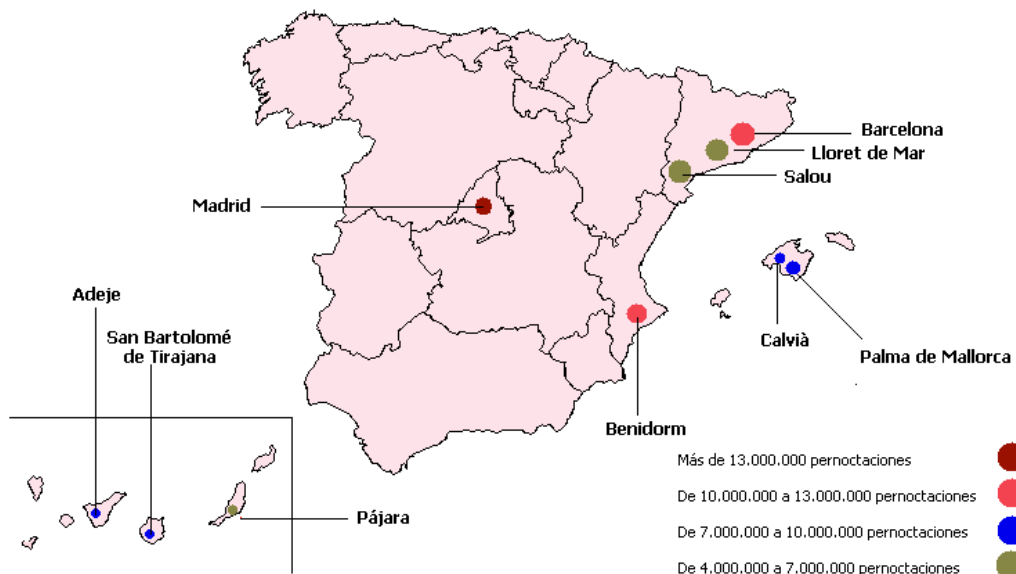 Barcelona
Lloret de Mar
Salou
Madrid
Adeje
San Bartolomé
de Tirajana
Calvià
Palma de Mallorca
Benidorm
Pájara
Más de 13.000.000 pernoctaciones
De 10.000.000 a 13.000.000 pernoctaciones
De 7.000.000 a 10.000.000 pernoctaciones
De 4.000.000 a 7.000.000 pernoctaciones